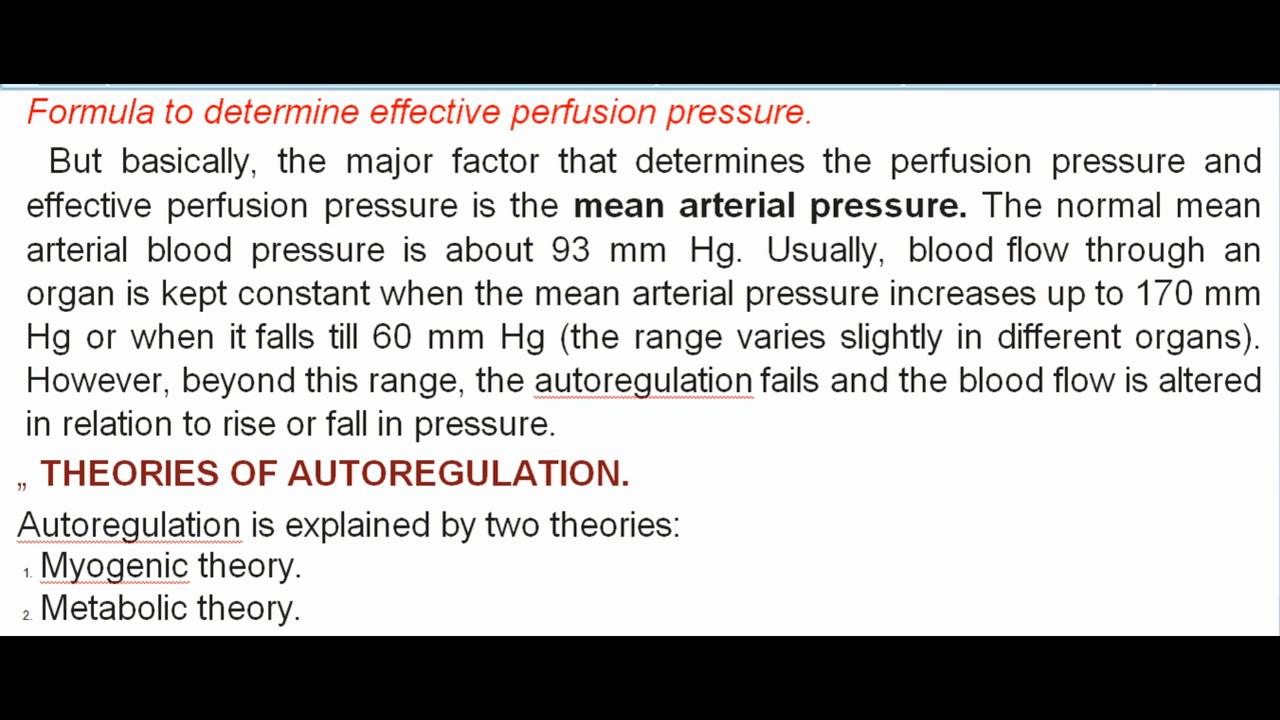 Formula to determine effective perfusion pressure.
But basically, the major factor that determines the perfusion pressure and
effective perfusion pressure is the mean arterial pressure. The normal mean
arterial blood pressure is about 93 mm Hg. Usually, blood flow through an
organ is kept constant when the mean arterial pressure increases up to 170 mm
Hg or when it falls till 60 mm Hg (the range varies slightly in different organs).
However, beyond this range, the autoregulation fails and the blood flow is altered
in relation to rise or fall in pressure.
„ THEORIES OF AUTOREGULATION.
Autoregulation is explained by two theories:
1. Myogenic theory.
2. Metabolic theory.